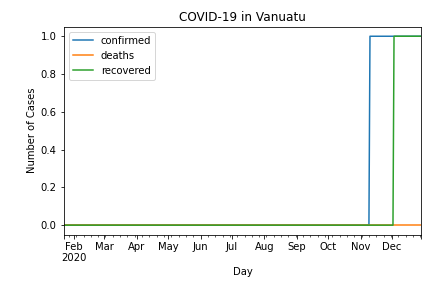 COVID-19 in Vanuatu
confirmed
deaths
recovered
Number of Cases
1.0
0.8
0.6
0.4
0.2
0.0
Feb Mar Apr May Jun Jul Aug Sep Oct Nov Dec
2020
Day